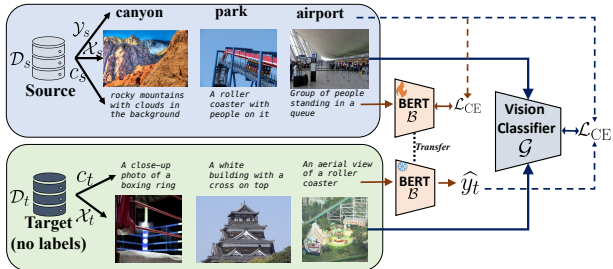 canyon park airport
𝒴ₛ
𝒳ₛ
𝒟ₛ
cₛ
Source
rocky mountains
with clouds in
the background
A roller
coaster with
people on it
Group of people
standing in a
queue
BERT
ℬ
ℒ_CE
Transfer
Vision
Classifier
𝒢
ℒ_CE
A close-up
photo of a
boxing ring
A white
building with a
cross on top
An aerial view
of a roller
coaster
cₜ
𝒟ₜ
𝒳ₜ
Target
(no labels)
BERT
ℬ
ŷₜ